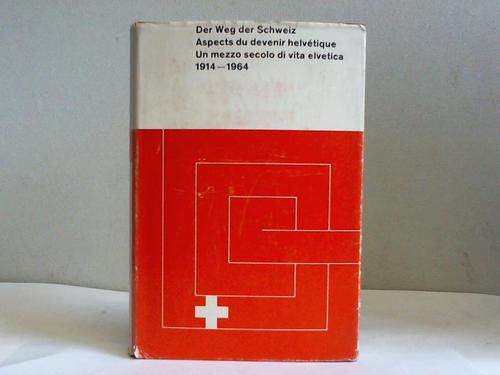 Der Weg der Schweiz
Aspects du devenir helvétique
Un mezzo secolo di vita elvetica
1914—1964